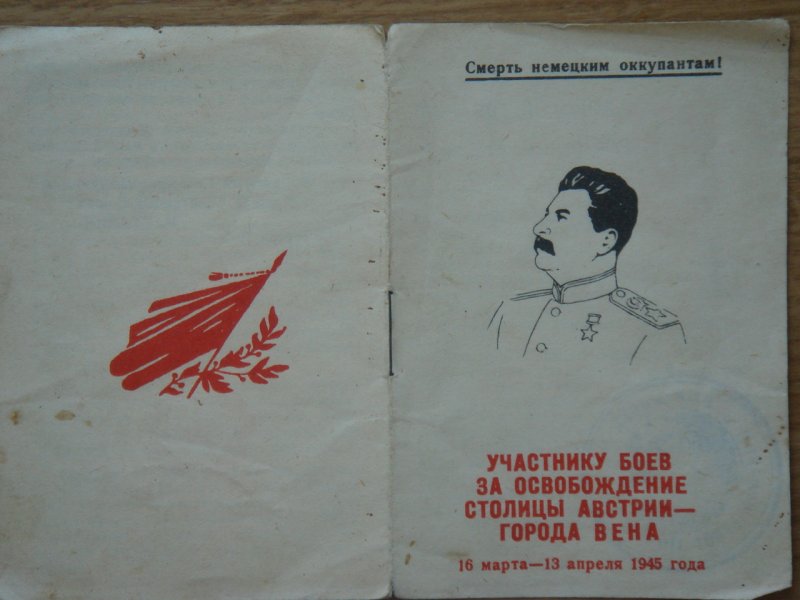 Смерть немецким оккупантам!
УЧАСТНИКУ БОЕВ
ЗА ОСВОБОЖДЕНИЕ
СТОЛИЦЫ АВСТРИИ—
ГОРОДА ВЕНА
16 марта—13 апреля 1945 года